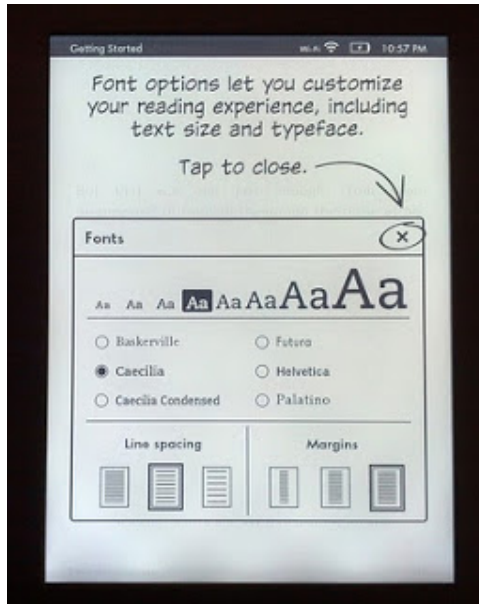 Getting Started Wi-Fi 10:57 PM
Font options let you customize
your reading experience, including
text size and typeface.
Tap to close.
Fonts
Aa Aa Aa Aa Aa Aa Aa Aa
Baskerville Futura
Caecilia Helvetica
Caecilia Condensed Palatino
Line spacing Margins